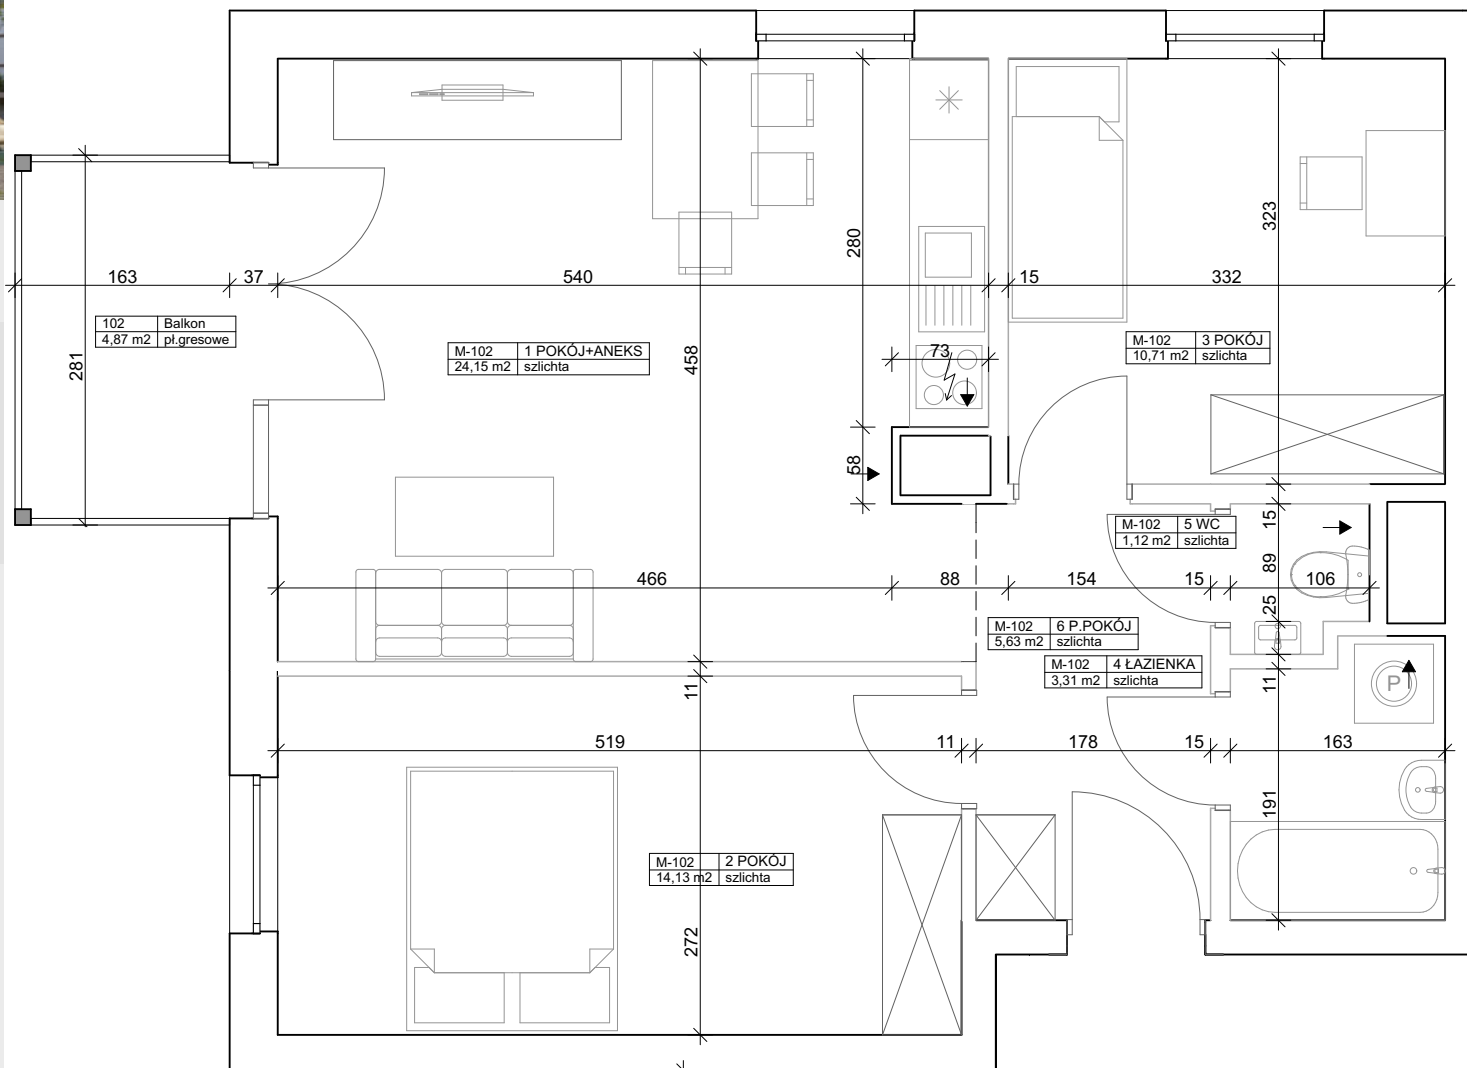 323
280
163
37
540
15
332
102 Balkon
4,87 m2 pł.gresowe
281
M-102 1 POKÓJ+ANEKS
24,15 m2 szlichta
458
73
M-102 3 POKÓJ
10,71 m2 szlichta
58
15
M-102 5 WC
1,12 m2 szlichta
89
466
88
154
15
106
25
M-102 6 P.POKÓJ
5,63 m2 szlichta
M-102 4 ŁAZIENKA
3,31 m2 szlichta
11
11
P
519
11
178
15
163
191
M-102 2 POKÓJ
14,13 m2 szlichta
272